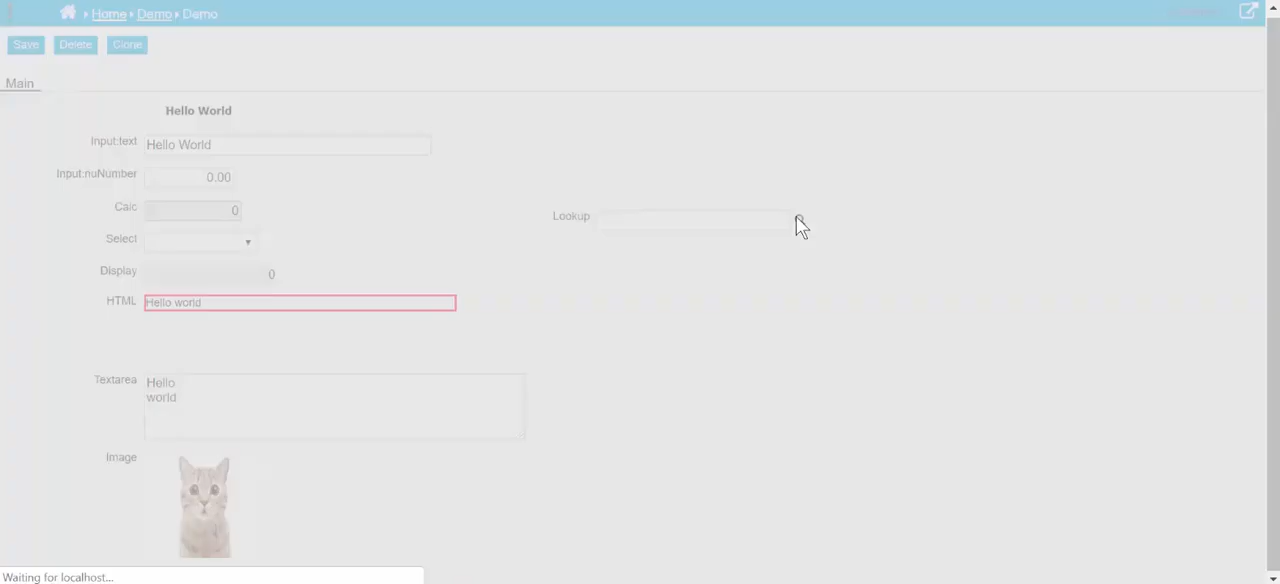 Home Demo Demo
Save Delete Clone
Main
Hello World
Input:text Hello World
Input:nuNumber 0.00
Calc 0
Lookup
Select
Display 0
HTML Hello world
Textarea Hello
world
Image
Waiting for localhost...